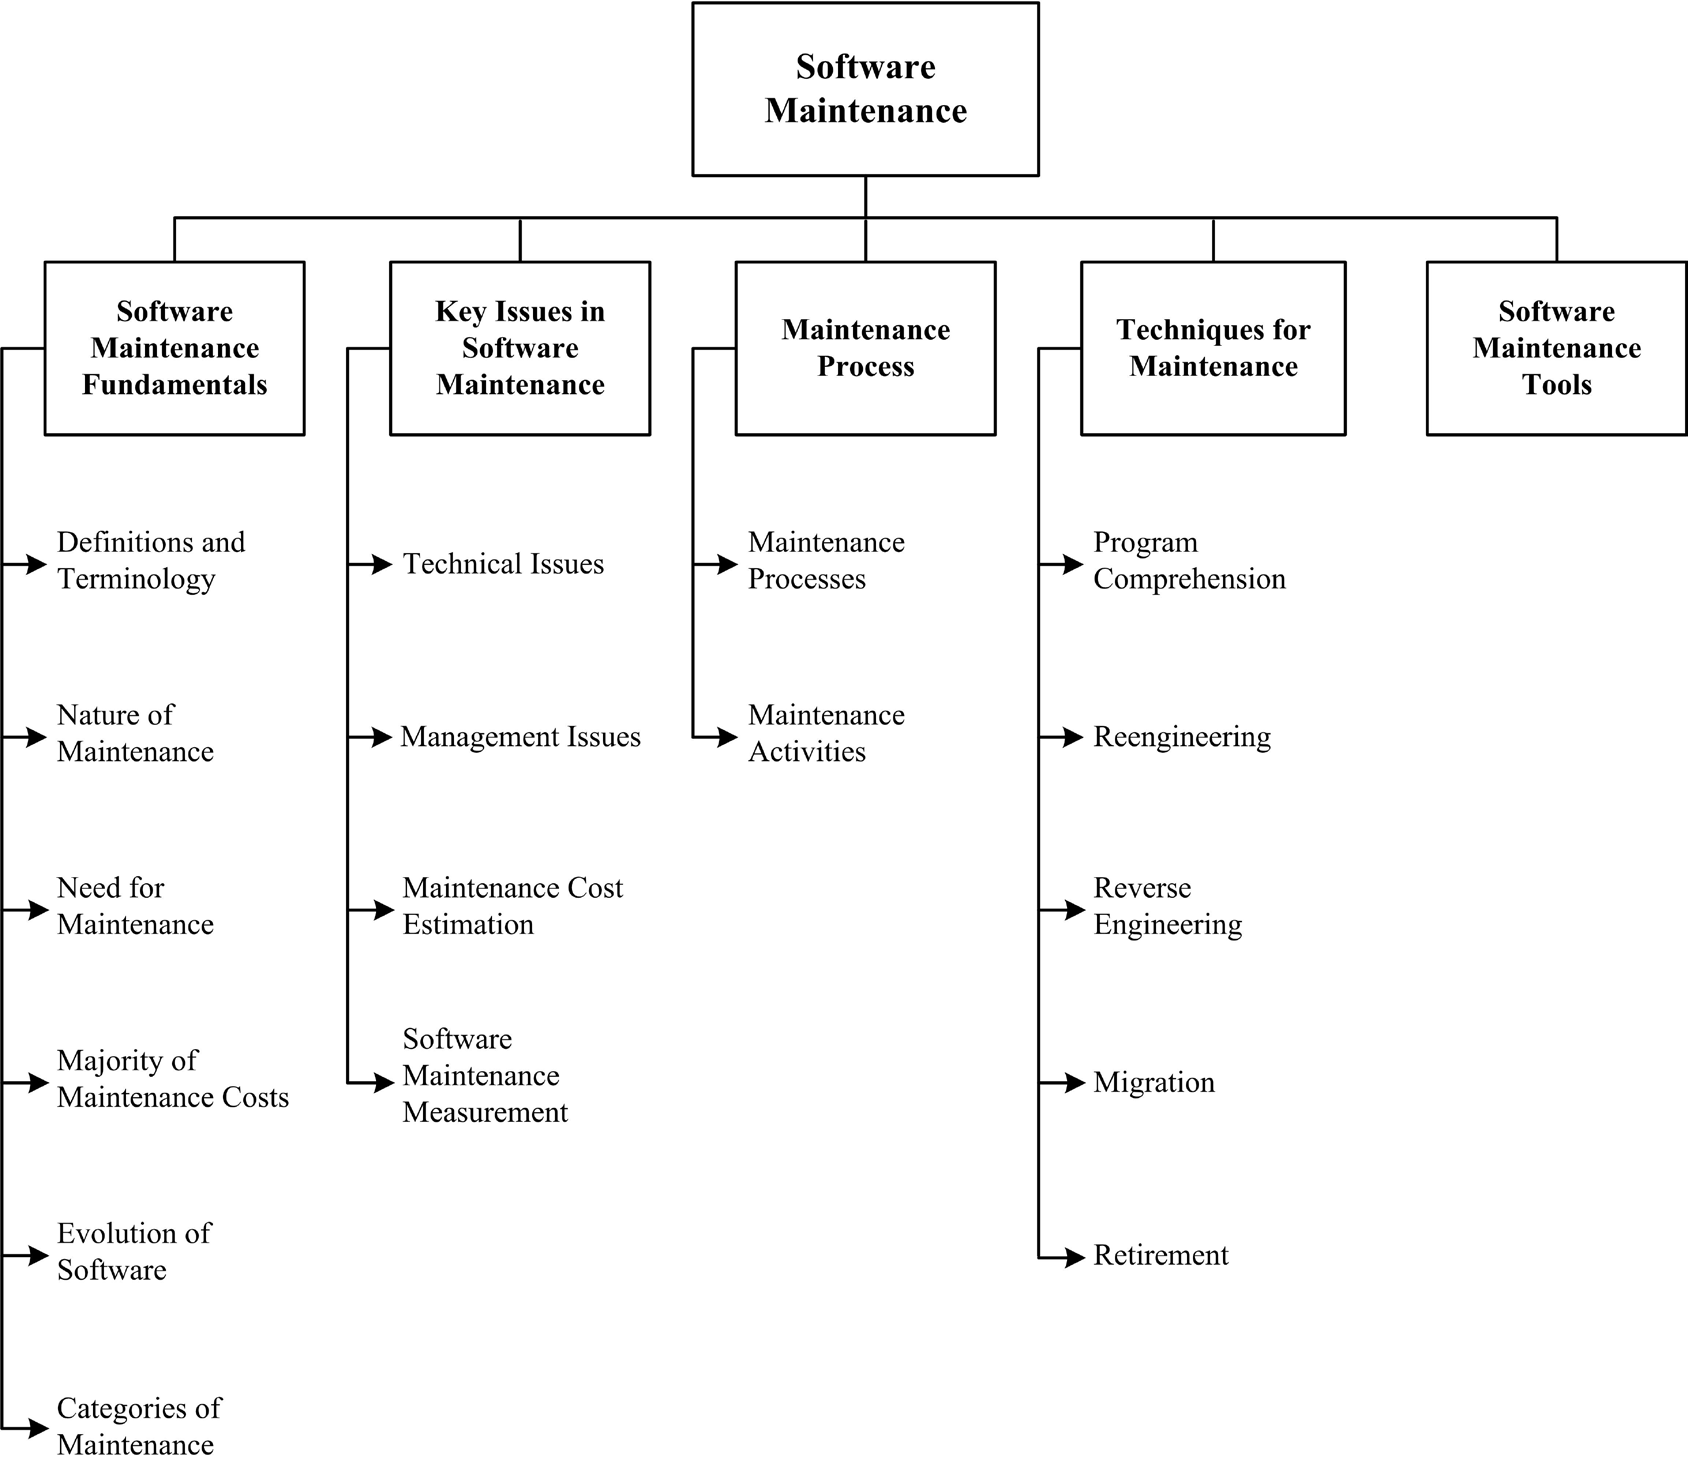 Software
Maintenance
Software
Maintenance
Fundamentals
Key Issues in
Software
Maintenance
Maintenance
Process
Techniques for
Maintenance
Software
Maintenance
Tools
Definitions and
Terminology
Nature of
Maintenance
Need for
Maintenance
Majority of
Maintenance Costs
Evolution of
Software
Categories of
Maintenance
Technical Issues
Management Issues
Maintenance Cost
Estimation
Software
Maintenance
Measurement
Maintenance
Processes
Maintenance
Activities
Program
Comprehension
Reengineering
Reverse
Engineering
Migration
Retirement